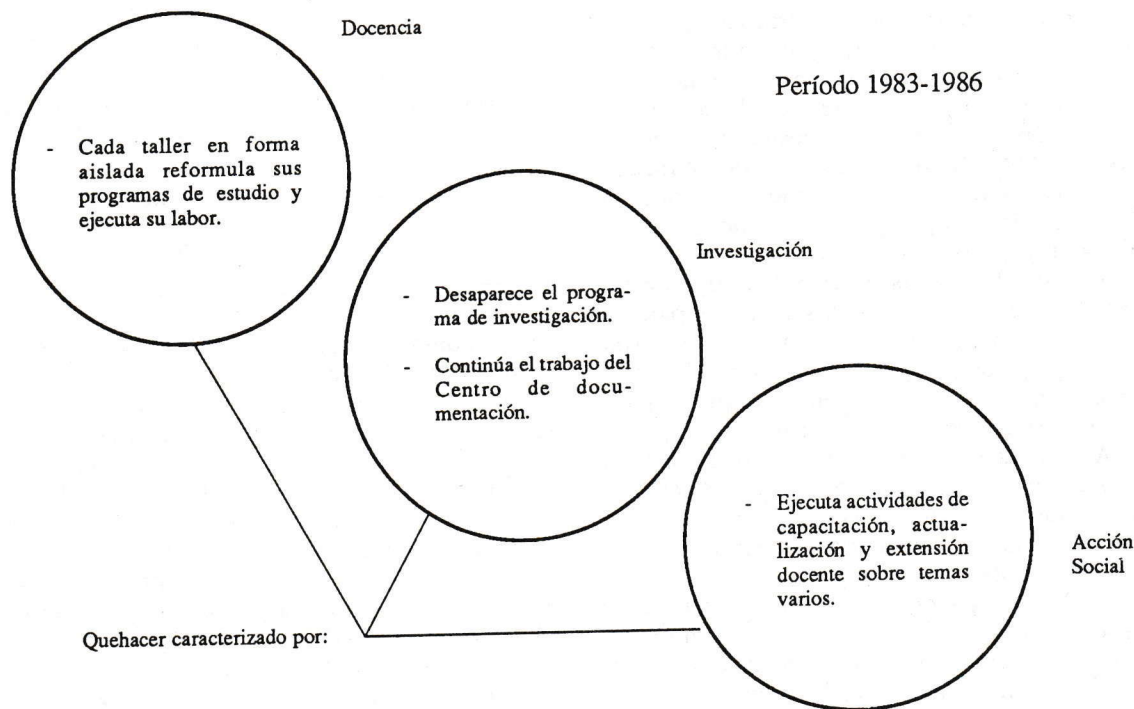 Docencia
Período 1983-1986
- Cada taller en forma
aislada reformula sus
programas de estudio y
ejecuta su labor.
Investigación
- Desaparece el progra-
ma de investigación.
- Continúa el trabajo del
Centro de docu-
mentación.
- Ejecuta actividades de
capacitación, actua-
lización y extensión
docente sobre temas
varios.
Acción
Social
Quehacer caracterizado por: